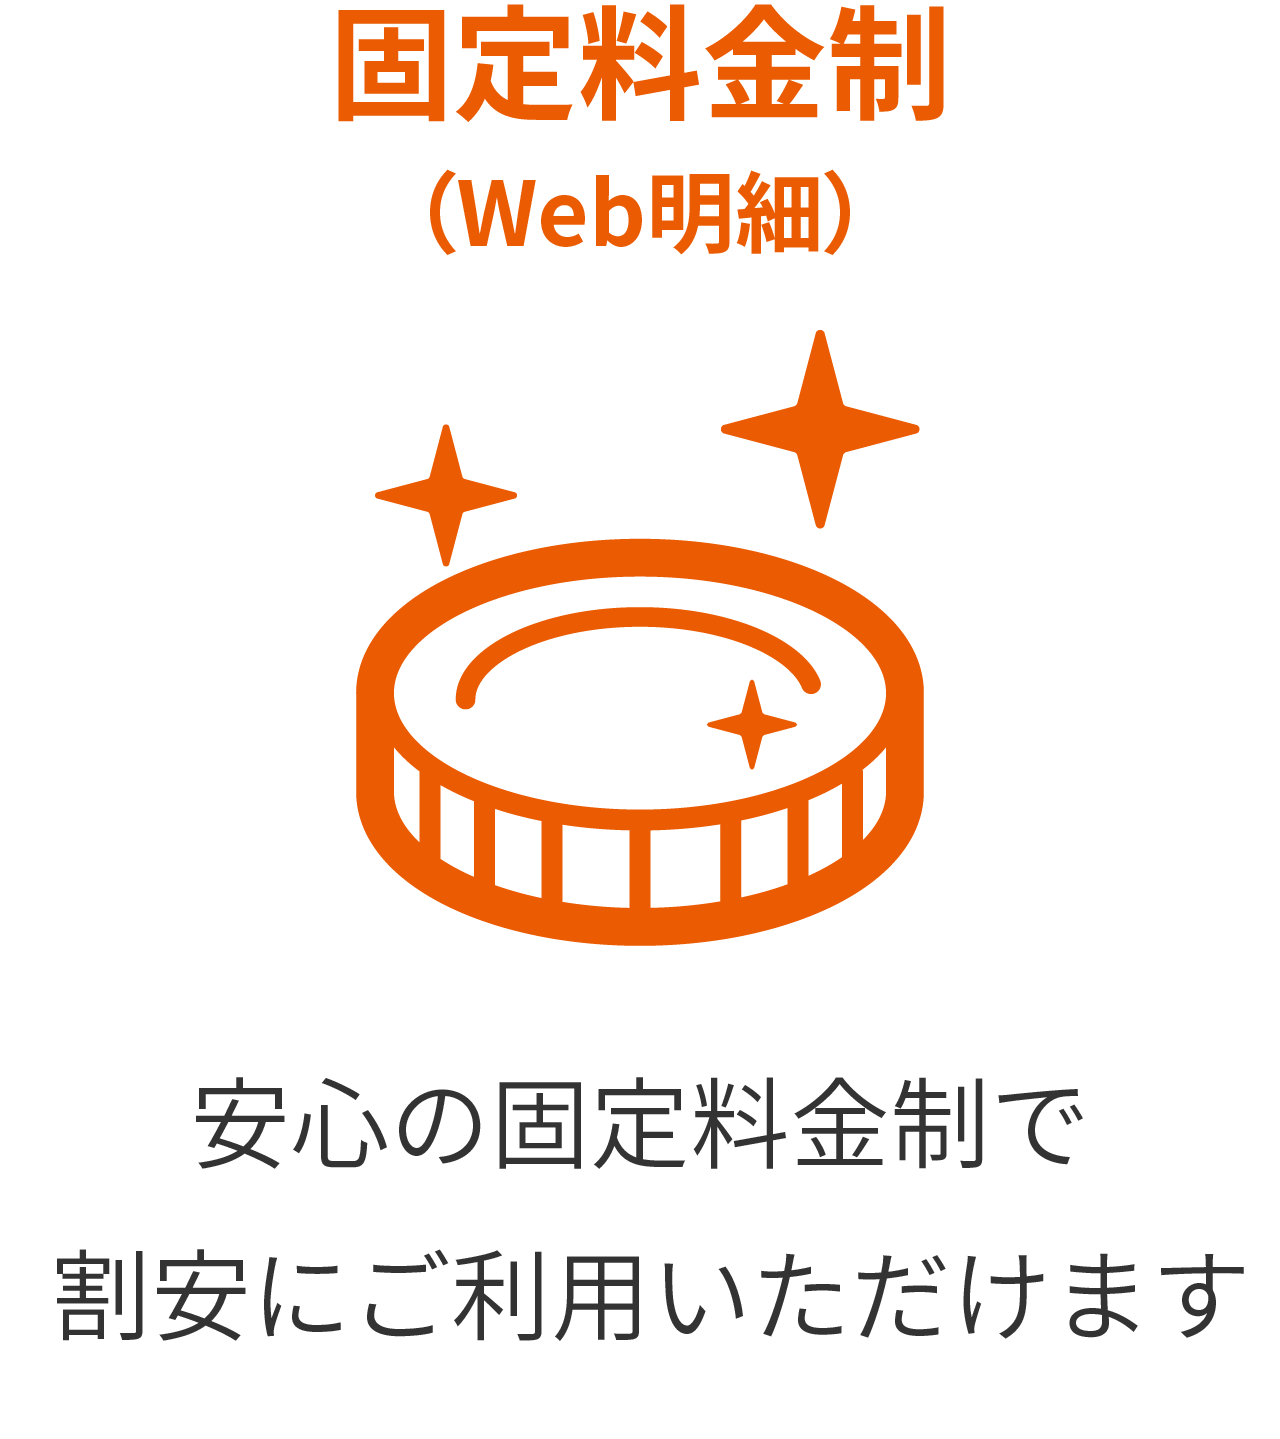 固定料金制
（Web明細）
安心の固定料金制で
割安にご利用いただけます